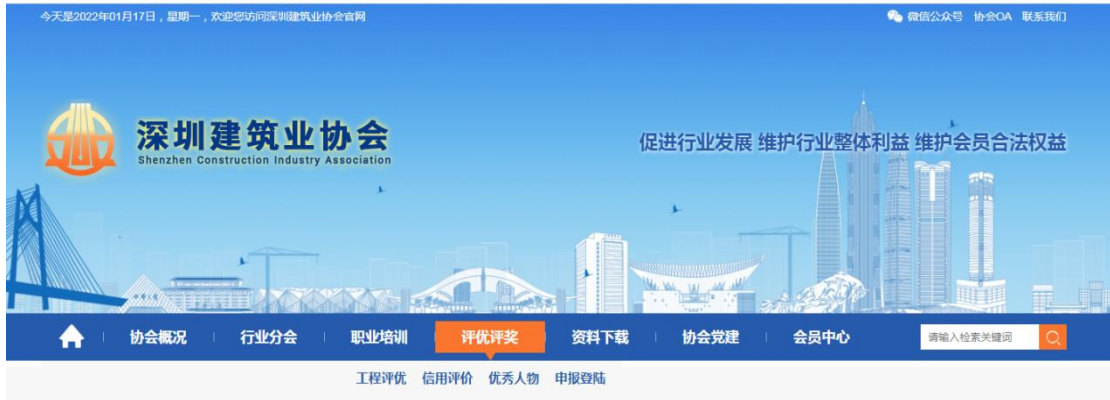 今天是2022年01月17日，星期一，欢迎您访问深圳建筑业协会官网
微信公众号 协会OA 联系我们
深圳建筑业协会
Shenzhen Construction Industry Association
促进行业发展 维护行业整体利益 维护会员合法权益
协会概况 行业分会 职业培训 评优评奖 资料下载 协会党建 会员中心 请输入检索关键词
工程评优 信用评价 优秀人物 申报登陆